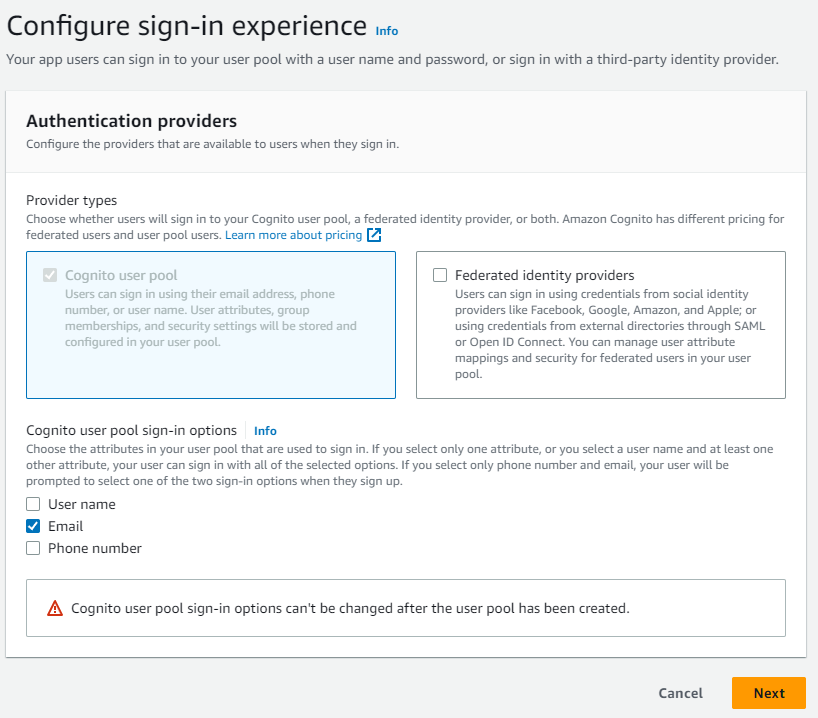 Configure sign-in experience Info
Your app users can sign in to your user pool with a user name and password, or sign in with a third-party identity provider.
Authentication providers
Configure the providers that are available to users when they sign in.
Provider types
Choose whether users will sign in to your Cognito user pool, a federated identity provider, or both. Amazon Cognito has different pricing for
federated users and user pool users. Learn more about pricing
Cognito user pool
Users can sign in using their email address, phone
number, or user name. User attributes, group
memberships, and security settings will be stored and
configured in your user pool.
Federated identity providers
Users can sign in using credentials from social identity
providers like Facebook, Google, Amazon, and Apple; or
using credentials from external directories through SAML
or Open ID Connect. You can manage user attribute
mappings and security for federated users in your user
pool.
Cognito user pool sign-in options Info
Choose the attributes in your user pool that are used to sign in. If you select only one attribute, or you select a user name and at least one
other attribute, your user can sign in with all of the selected options. If you select only phone number and email, your user will be
prompted to select one of the two sign-in options when they sign up.
User name
Email
Phone number
Cognito user pool sign-in options can't be changed after the user pool has been created.
Cancel Next